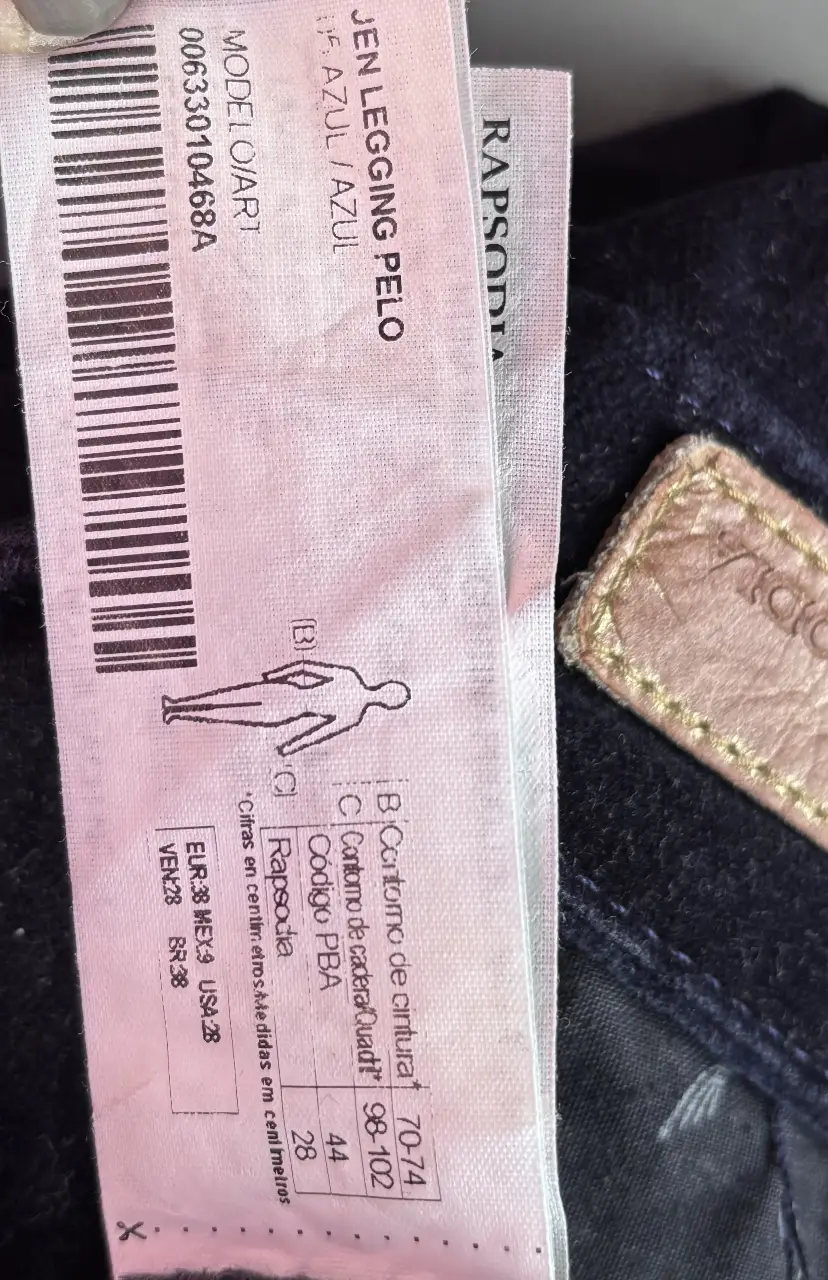 RAPSODIA
JEN LEGGING PELO
AZUL / AZUL
MODELO/ART
00633010468A
(B)
(C)
B Contorno de cintura* 70-74
C Contorno de cadera/Quadril* 98-102
Código PBA 44
Rapsodia 28
*Cifras en centímetros/Medidas em centímetros
EUR:38 MEX:9 USA:28
VEN:28 BR:38